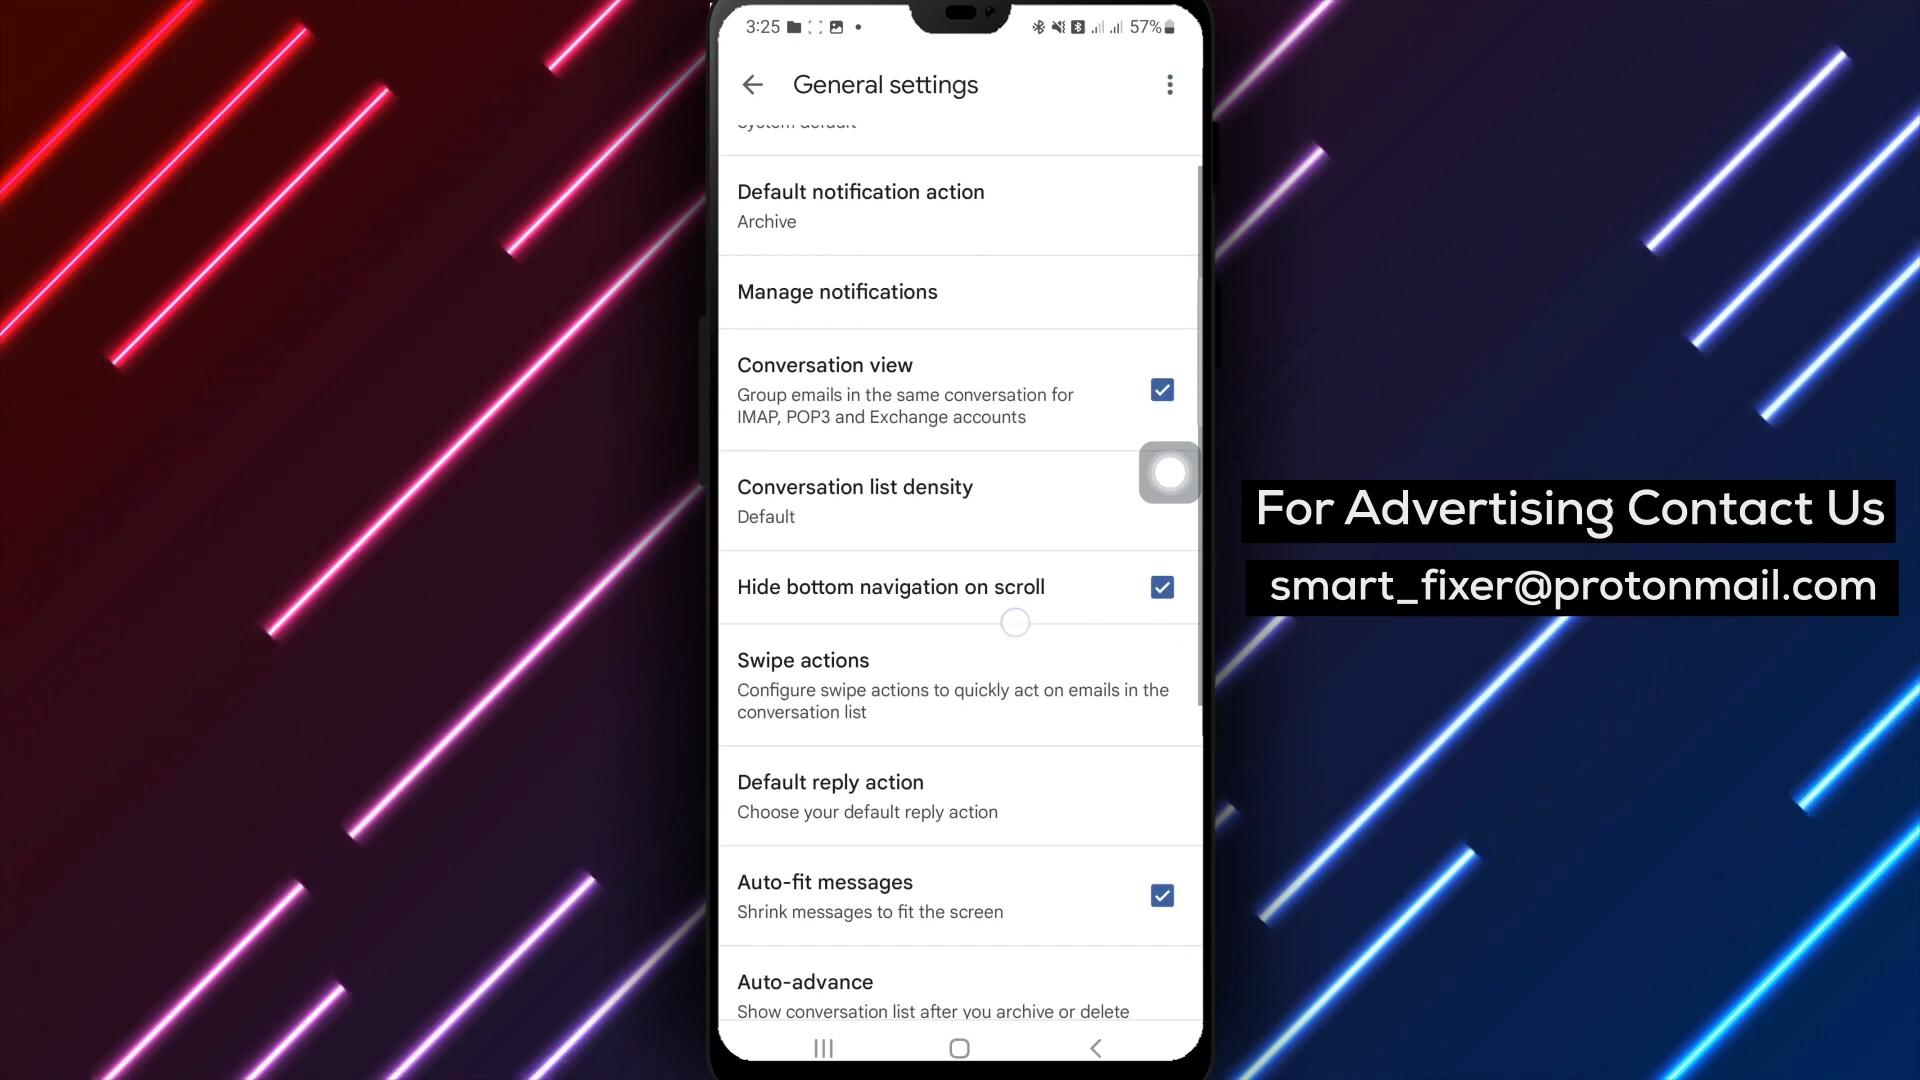 3:25
57%
General settings
System default
Default notification action
Archive
Manage notifications
Conversation view
Group emails in the same conversation for
IMAP, POP3 and Exchange accounts
Conversation list density
Default
Hide bottom navigation on scroll
Swipe actions
Configure swipe actions to quickly act on emails in the
conversation list
Default reply action
Choose your default reply action
Auto-fit messages
Shrink messages to fit the screen
Auto-advance
Show conversation list after you archive or delete
For Advertising Contact Us
smart_fixer@protonmail.com